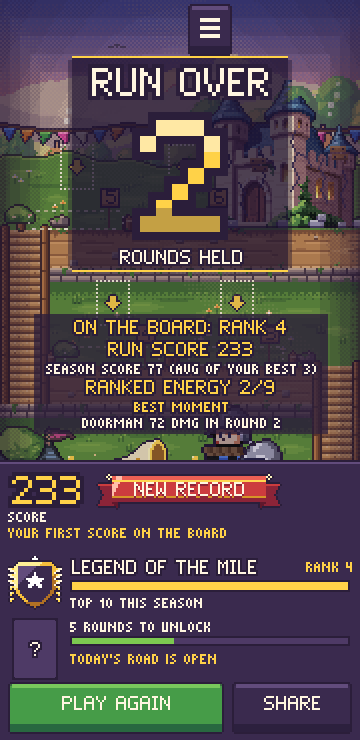 RUN OVER
5
6
2
ROUNDS HELD
ON THE BOARD: RANK 4
RUN SCORE 233
SEASON SCORE 77 (AVG OF YOUR BEST 3)
RANKED ENERGY 2/9
BEST MOMENT
DOORMAN 72 DMG IN ROUND 2
233
NEW RECORD
SCORE
YOUR FIRST SCORE ON THE BOARD
LEGEND OF THE MILE
RANK 4
TOP 10 THIS SEASON
5 ROUNDS TO UNLOCK
?
TODAY'S ROAD IS OPEN
PLAY AGAIN
SHARE